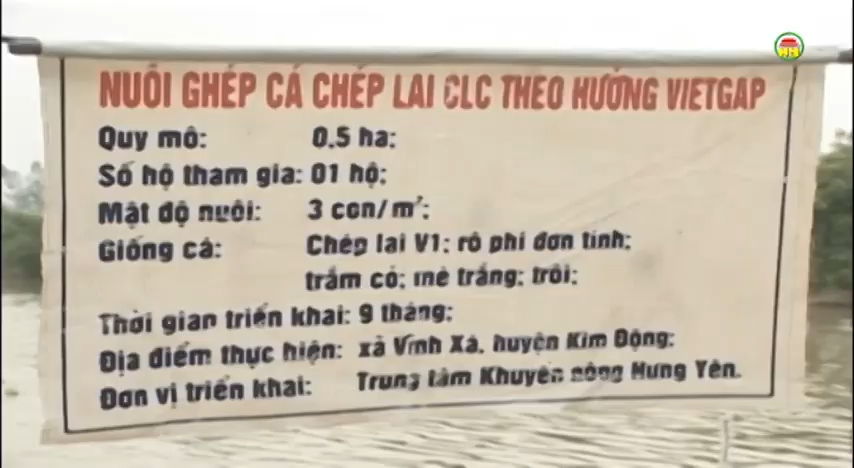 NUÔI GHÉP CÁ CHÉP LAI CLC THEO HƯỚNG VIETGAP
Quy mô: 0.5 ha;
Số hộ tham gia: 01 hộ;
Mật độ nuôi: 3 con/m²;
Giống cá: Chép lai V1; rô phi đơn tính;
trắm cỏ; mè trắng; trôi;
Thời gian triển khai: 9 tháng;
Địa điểm thực hiện: xã Vĩnh Xá, huyện Kim Động;
Đơn vị triển khai: Trung tâm Khuyến nông Hưng Yên.